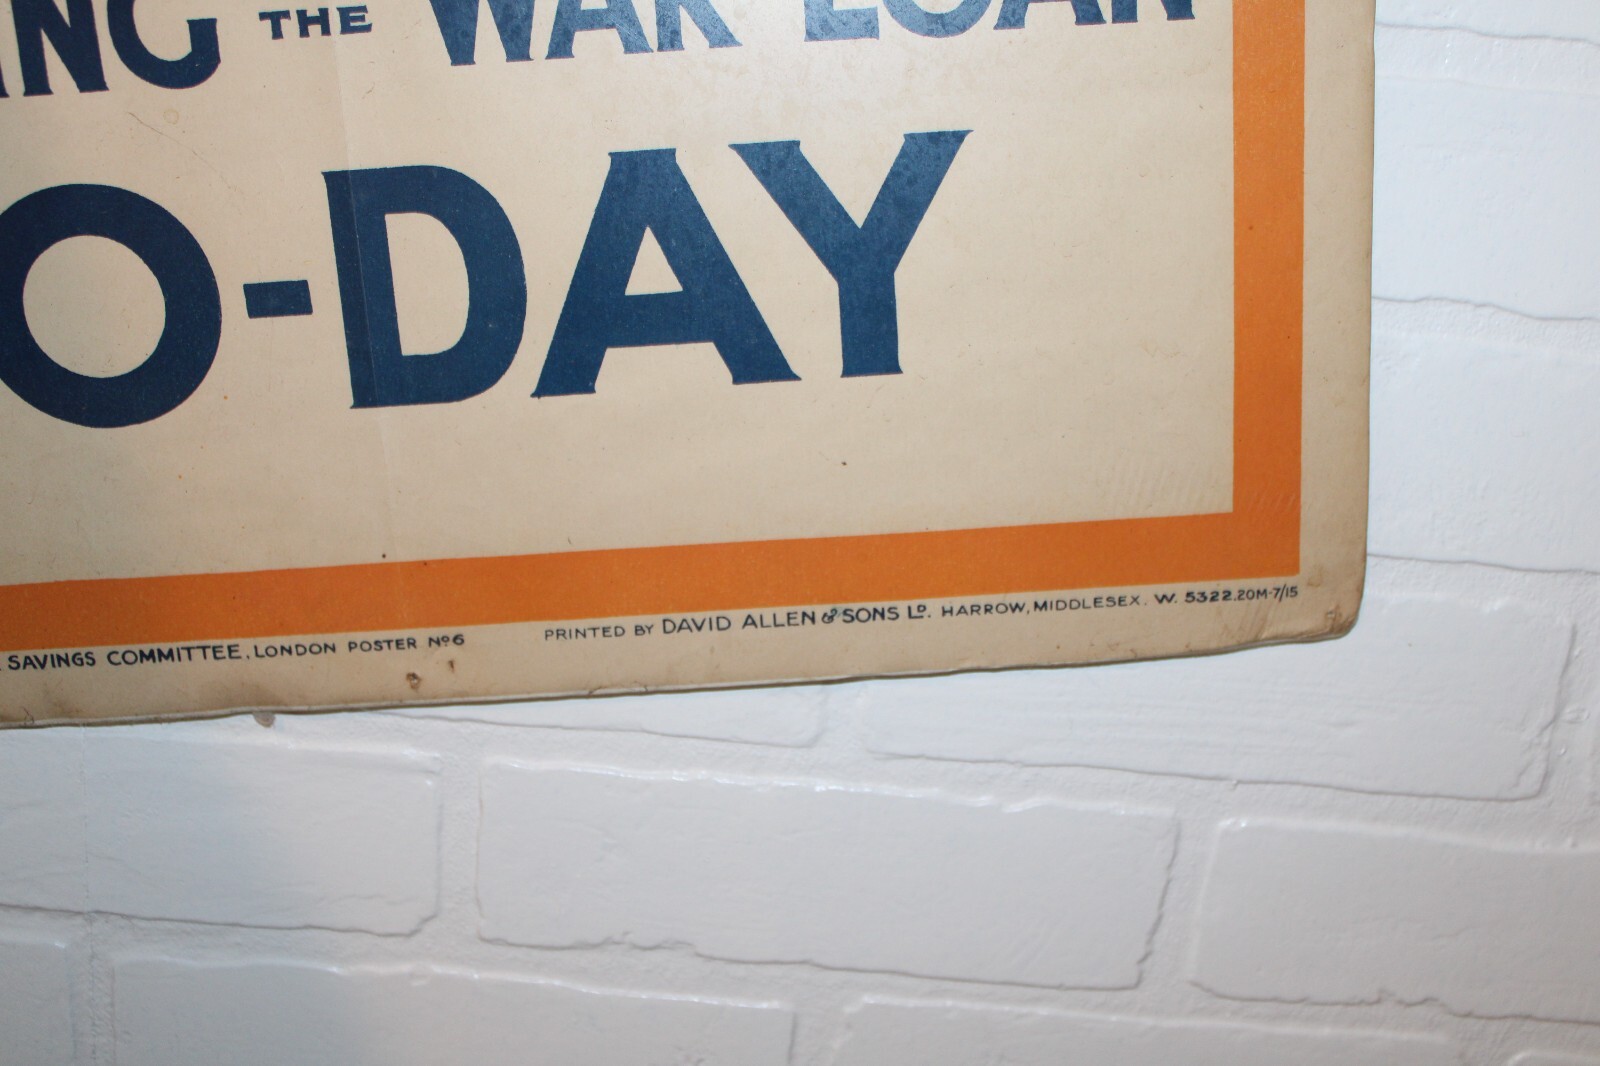 THE WAR LOAN
O-DAY
SAVINGS COMMITTEE, LONDON POSTER Nº6
PRINTED BY DAVID ALLEN & SONS Lᴰ. HARROW, MIDDLESEX. W. 5322.20M-7/15